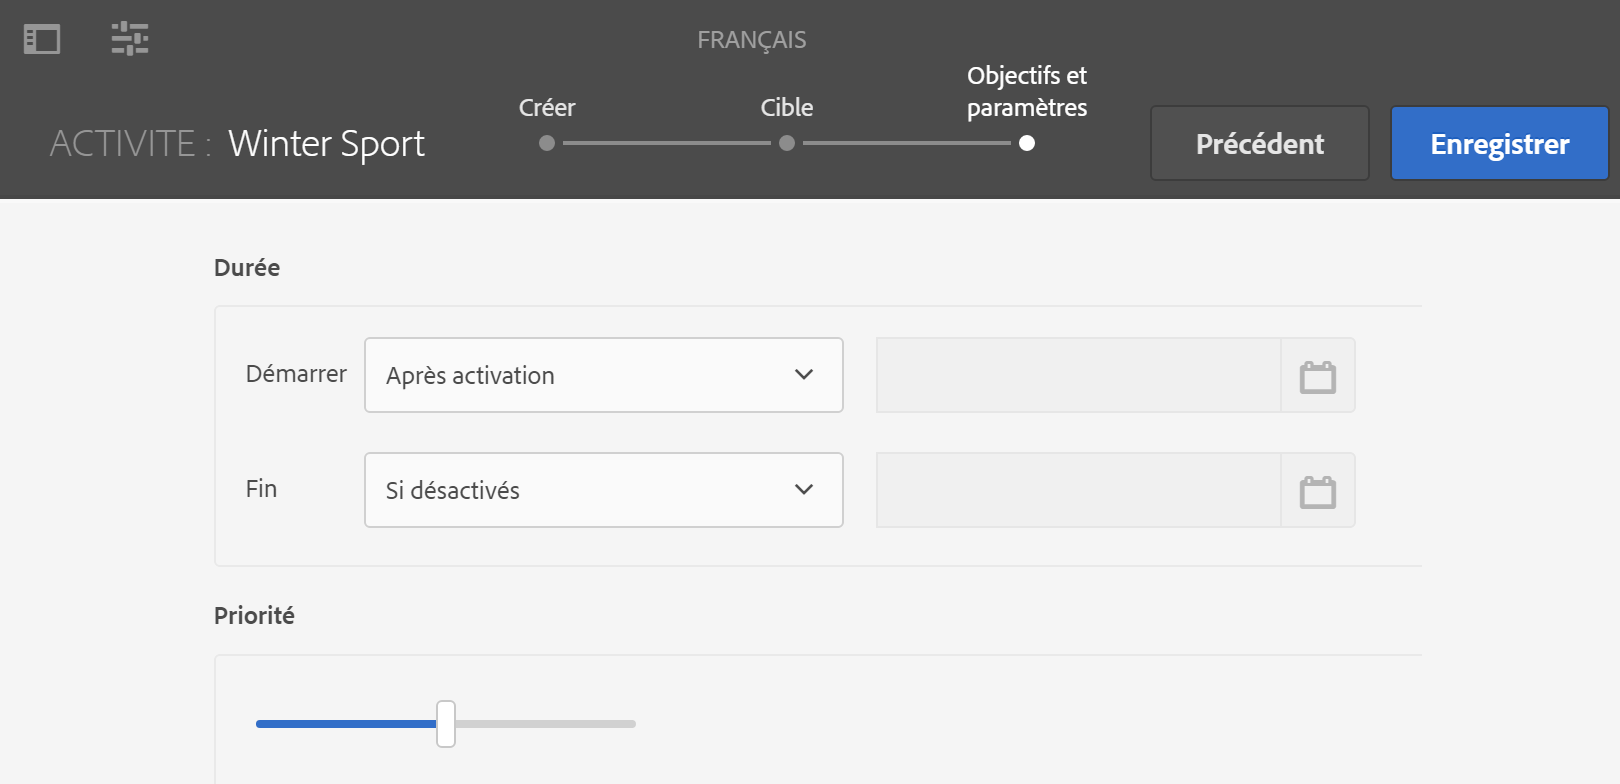 FRANÇAIS
ACTIVITE : Winter Sport
Créer
Cible
Objectifs et
paramètres
Précédent
Enregistrer
Durée
Démarrer
Après activation
Fin
Si désactivés
Priorité